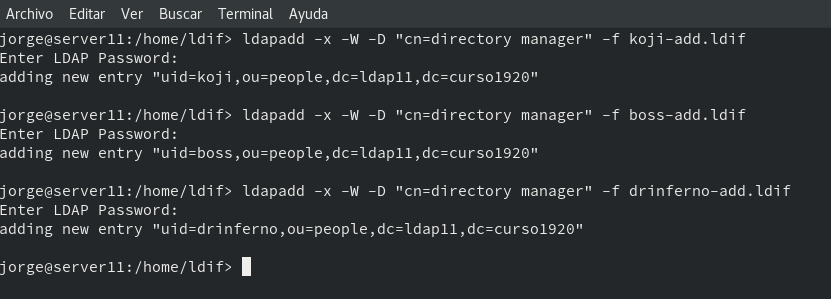 Archivo Editar Ver Buscar Terminal Ayuda
jorge@server11:/home/ldif> ldapadd -x -W -D "cn=directory manager" -f koji-add.ldif
Enter LDAP Password:
adding new entry "uid=koji,ou=people,dc=ldap11,dc=curso1920"
jorge@server11:/home/ldif> ldapadd -x -W -D "cn=directory manager" -f boss-add.ldif
Enter LDAP Password:
adding new entry "uid=boss,ou=people,dc=ldap11,dc=curso1920"
jorge@server11:/home/ldif> ldapadd -x -W -D "cn=directory manager" -f drinferno-add.ldif
Enter LDAP Password:
adding new entry "uid=drinferno,ou=people,dc=ldap11,dc=curso1920"
jorge@server11:/home/ldif>